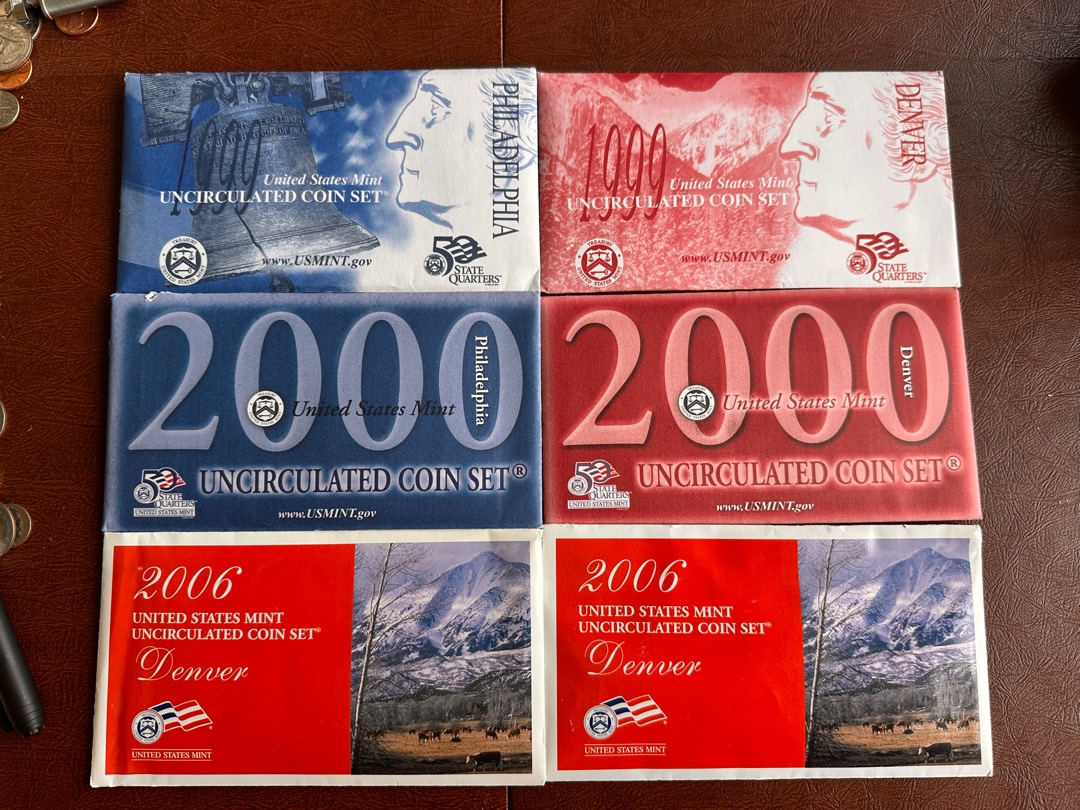 1999
PHILADELPHIA
United States Mint
UNCIRCULATED COIN SET®
www.USMINT.gov
50
STATE
QUARTERS™
1999
DENVER
United States Mint
UNCIRCULATED COIN SET
www.USMINT.gov
50
STATE
QUARTERS™
2000
Philadelphia
United States Mint
50
STATE
QUARTERS
UNITED STATES MINT
UNCIRCULATED COIN SET®
www.USMINT.gov
2000
Denver
United States Mint
50
STATE
QUARTERS
UNITED STATES MINT
UNCIRCULATED COIN SET®
www.USMINT.gov
2006
UNITED STATES MINT
UNCIRCULATED COIN SET®
Denver
UNITED STATES MINT
2006
UNITED STATES MINT
UNCIRCULATED COIN SET®
Denver
UNITED STATES MINT